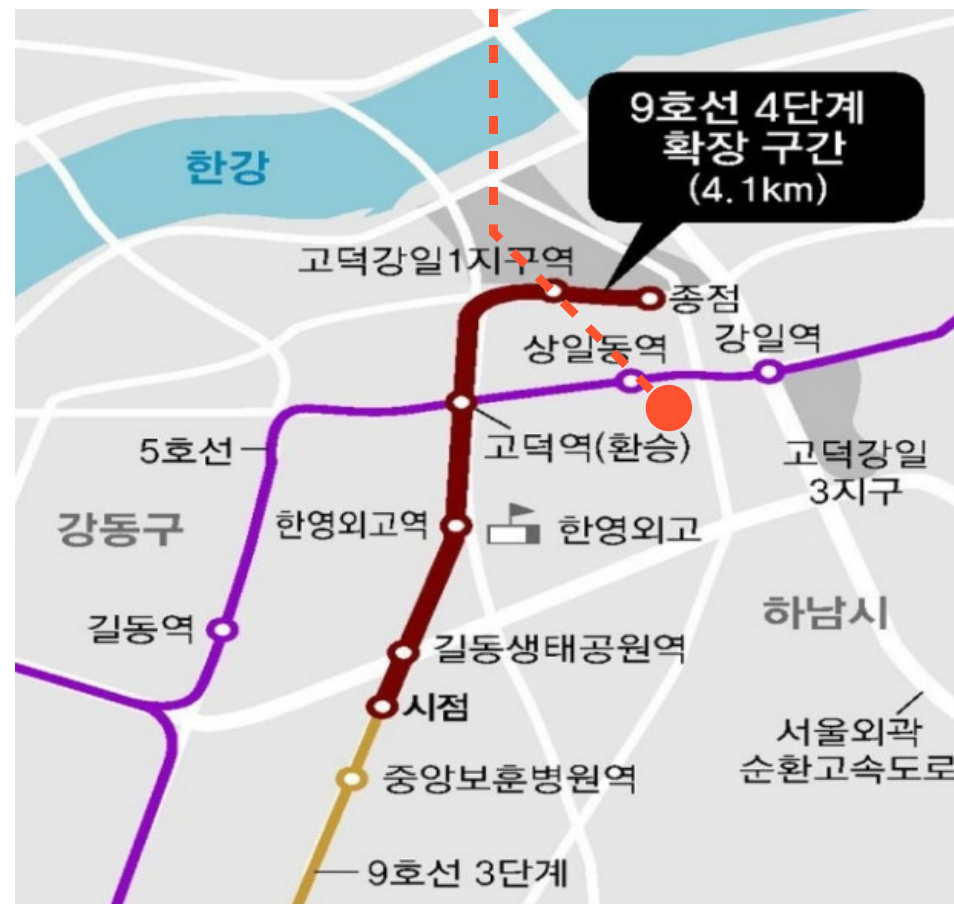 9호선 4단계
확장 구간
(4.1km)
한강
고덕강일1지구역
종점
상일동역
강일역
5호선
고덕역(환승)
고덕강일
3지구
강동구
한영외고역
한영외고
길동역
하남시
길동생태공원역
시점
서울외곽
순환고속도로
중앙보훈병원역
9호선 3단계